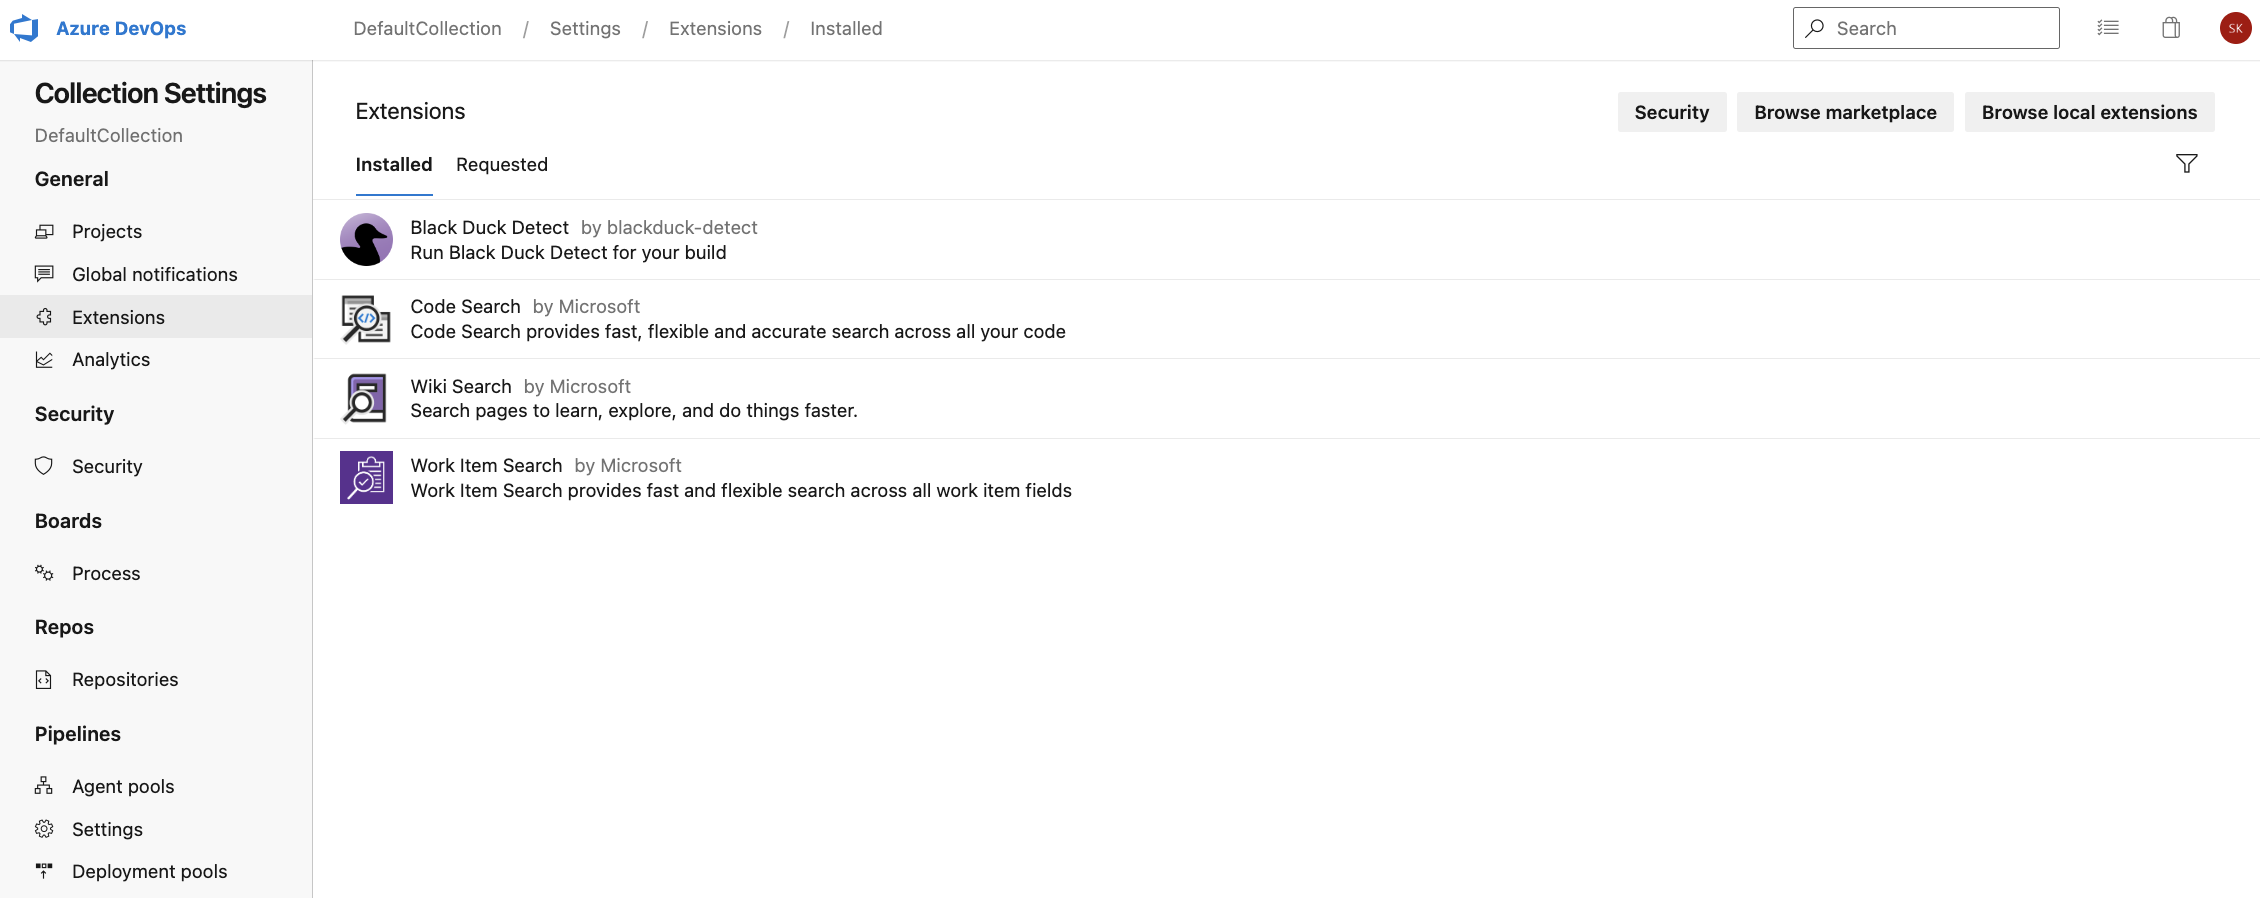 Azure DevOps
DefaultCollection / Settings / Extensions / Installed
Search
SK
Collection Settings
DefaultCollection
General
Projects
Global notifications
Extensions
Analytics
Security
Security
Boards
Process
Repos
Repositories
Pipelines
Agent pools
Settings
Deployment pools
Extensions
Security
Browse marketplace
Browse local extensions
Installed
Requested
Black Duck Detect by blackduck-detect
Run Black Duck Detect for your build
Code Search by Microsoft
Code Search provides fast, flexible and accurate search across all your code
Wiki Search by Microsoft
Search pages to learn, explore, and do things faster.
Work Item Search by Microsoft
Work Item Search provides fast and flexible search across all work item fields